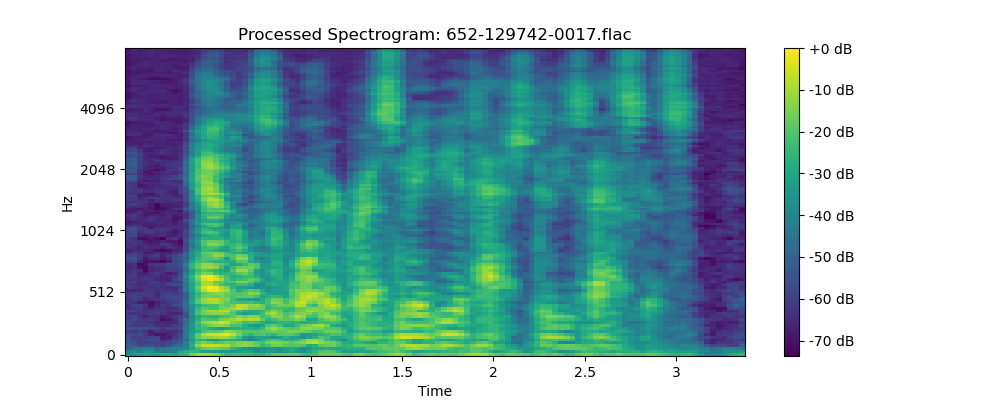 Processed Spectrogram: 652-129742-0017.flac
Hz
4096
2048
1024
512
0
0
0.5
1
1.5
2
2.5
3
Time
+0 dB
-10 dB
-20 dB
-30 dB
-40 dB
-50 dB
-60 dB
-70 dB